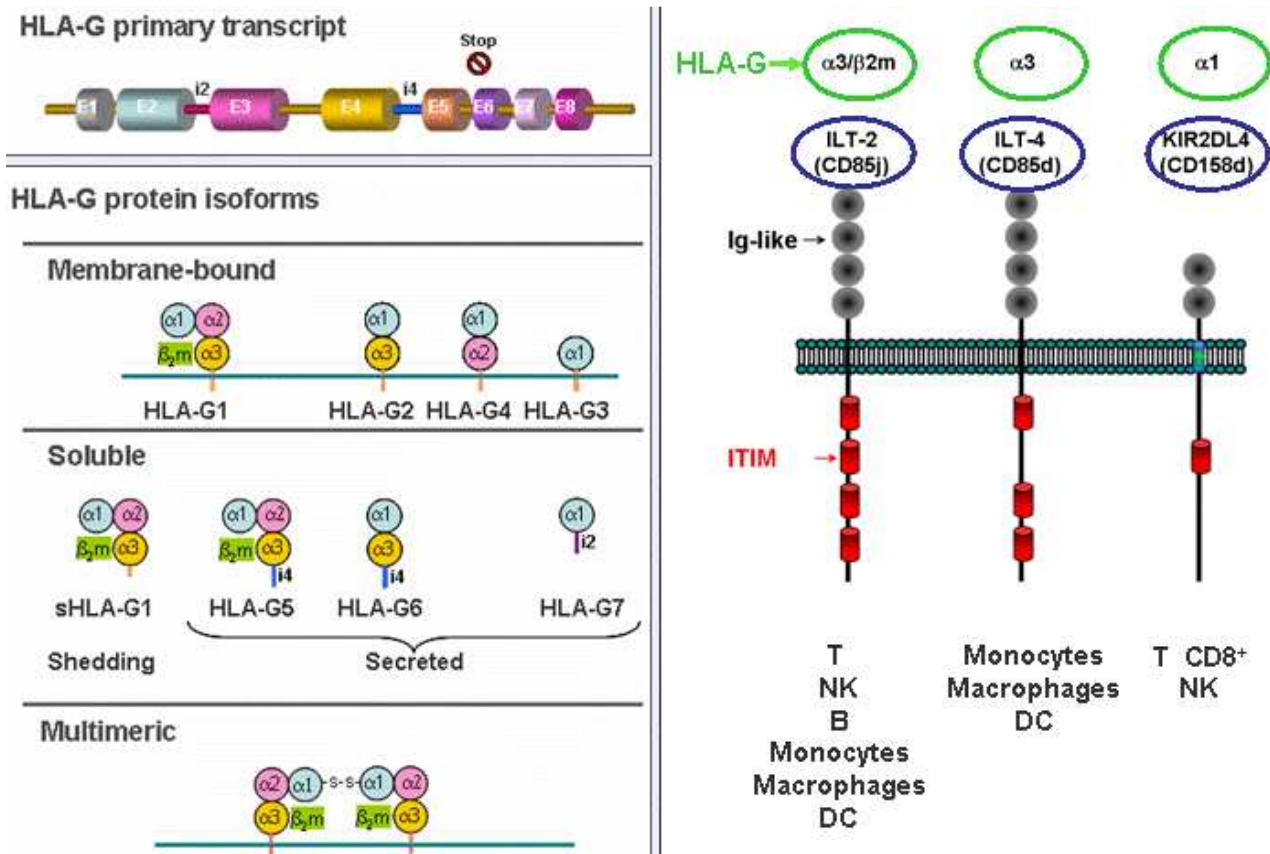 HLA-G primary transcript
Stop
i2
i4
E1 E2 E3 E4 E5 E6 E7 E8
HLA-G protein isoforms
Membrane-bound
α1 α2 α1 α1
β₂m α3 α3 α2 α1
HLA-G1 HLA-G2 HLA-G4 HLA-G3
Soluble
α1 α2 α1 α2 α1 α1
β₂m α3 β₂m α3 α3 i2
i4 i4
sHLA-G1 HLA-G5 HLA-G6 HLA-G7
Shedding Secreted
Multimeric
α2 α1 -s-s- α1 α2
α3 β₂m β₂m α3
HLA-G α3/β2m α3 α1
ILT-2 ILT-4 KIR2DL4
(CD85j) (CD85d) (CD158d)
Ig-like
ITIM
T Monocytes T CD8⁺
NK Macrophages NK
B DC
Monocytes
Macrophages
DC